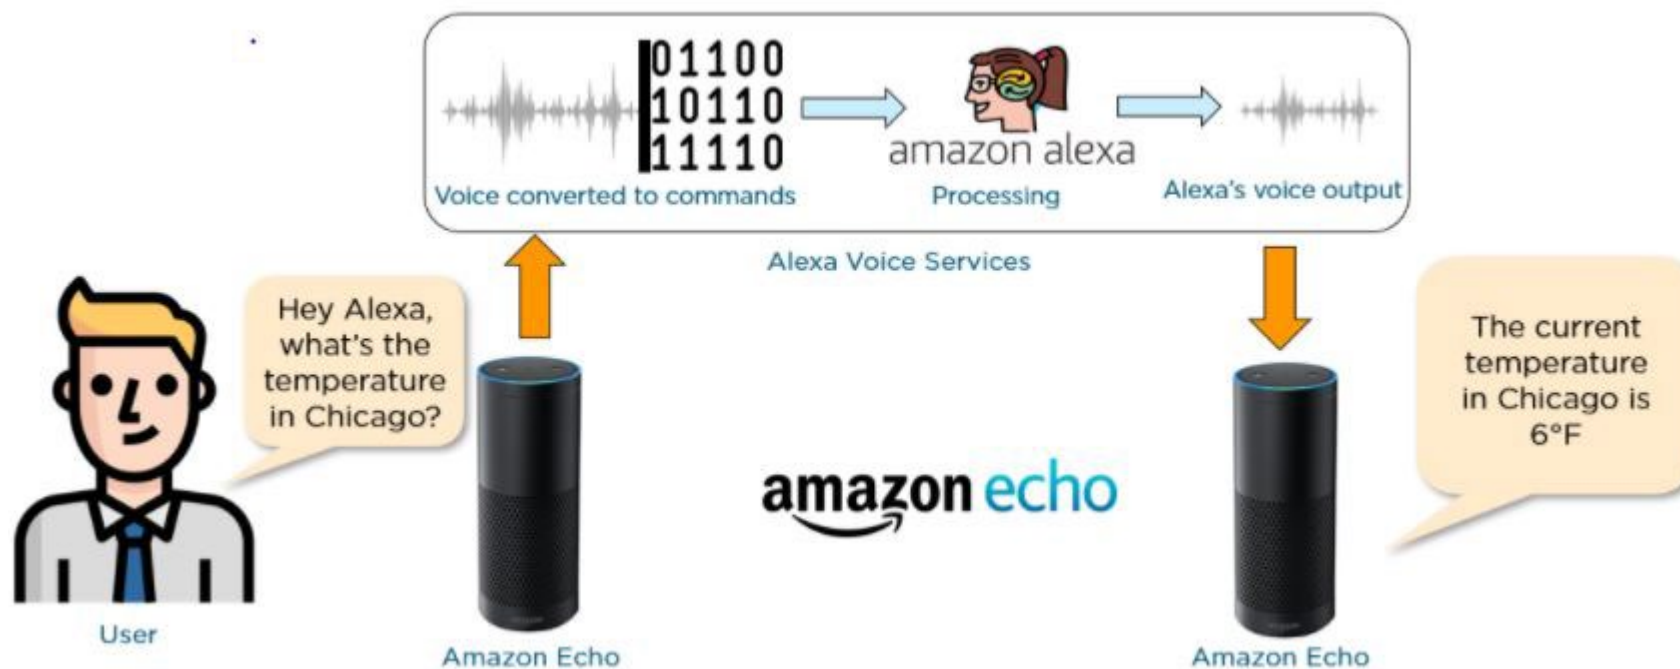 01100
10110
11110
amazon alexa
Voice converted to commands
Processing
Alexa's voice output
Alexa Voice Services
Hey Alexa,
what's the
temperature
in Chicago?
The current
temperature
in Chicago is
6°F
amazon echo
User
Amazon Echo
Amazon Echo